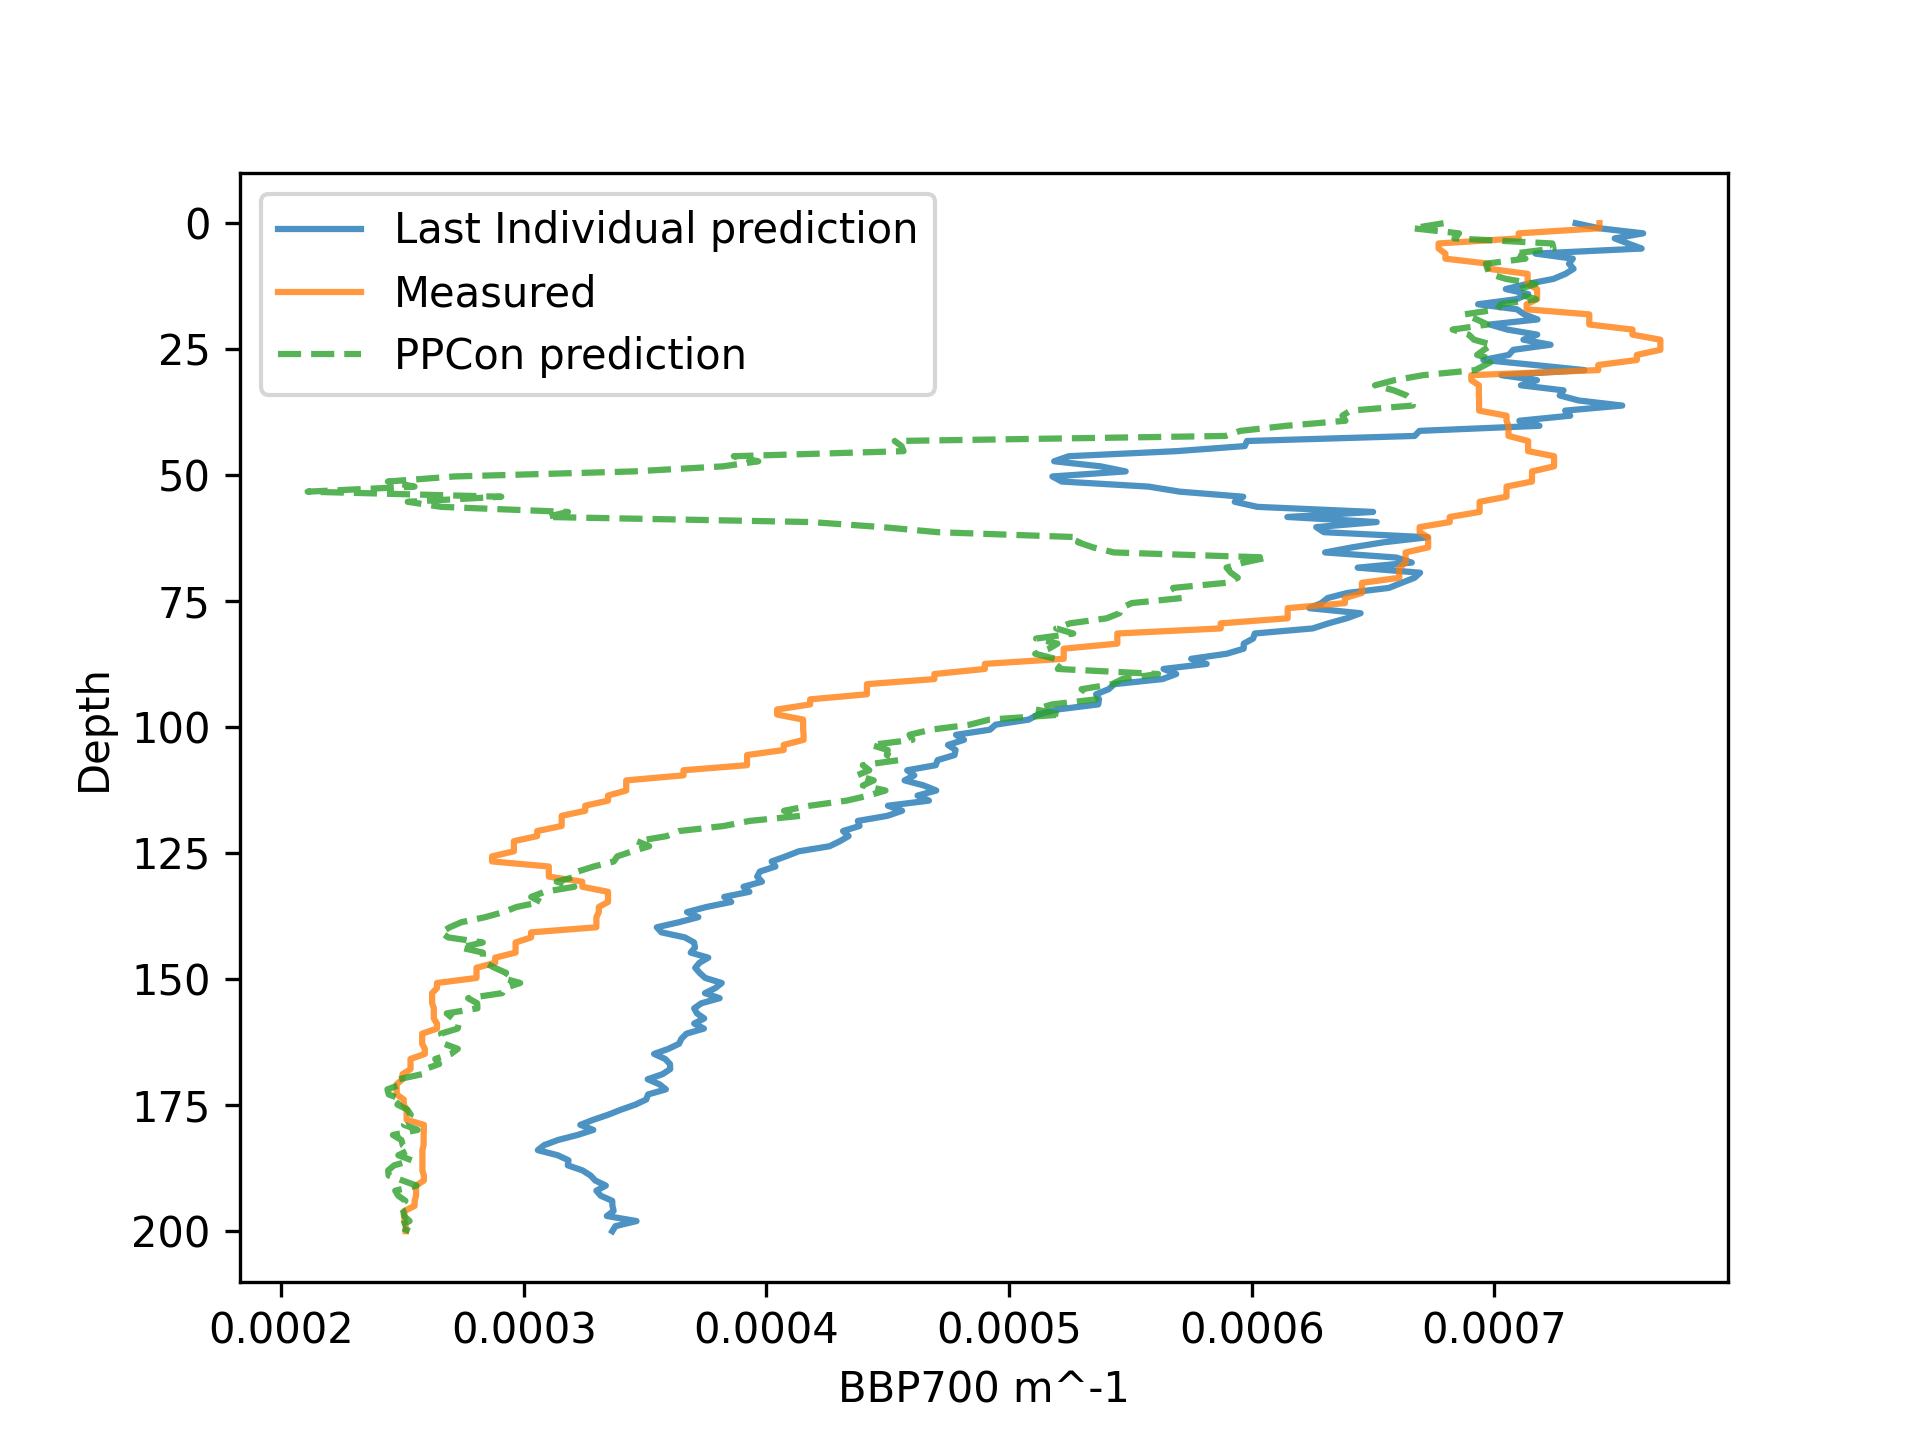 Last Individual prediction
Measured
PPCon prediction
0
25
50
75
100
125
150
175
200
Depth
0.0002 0.0003 0.0004 0.0005 0.0006 0.0007
BBP700 m^-1